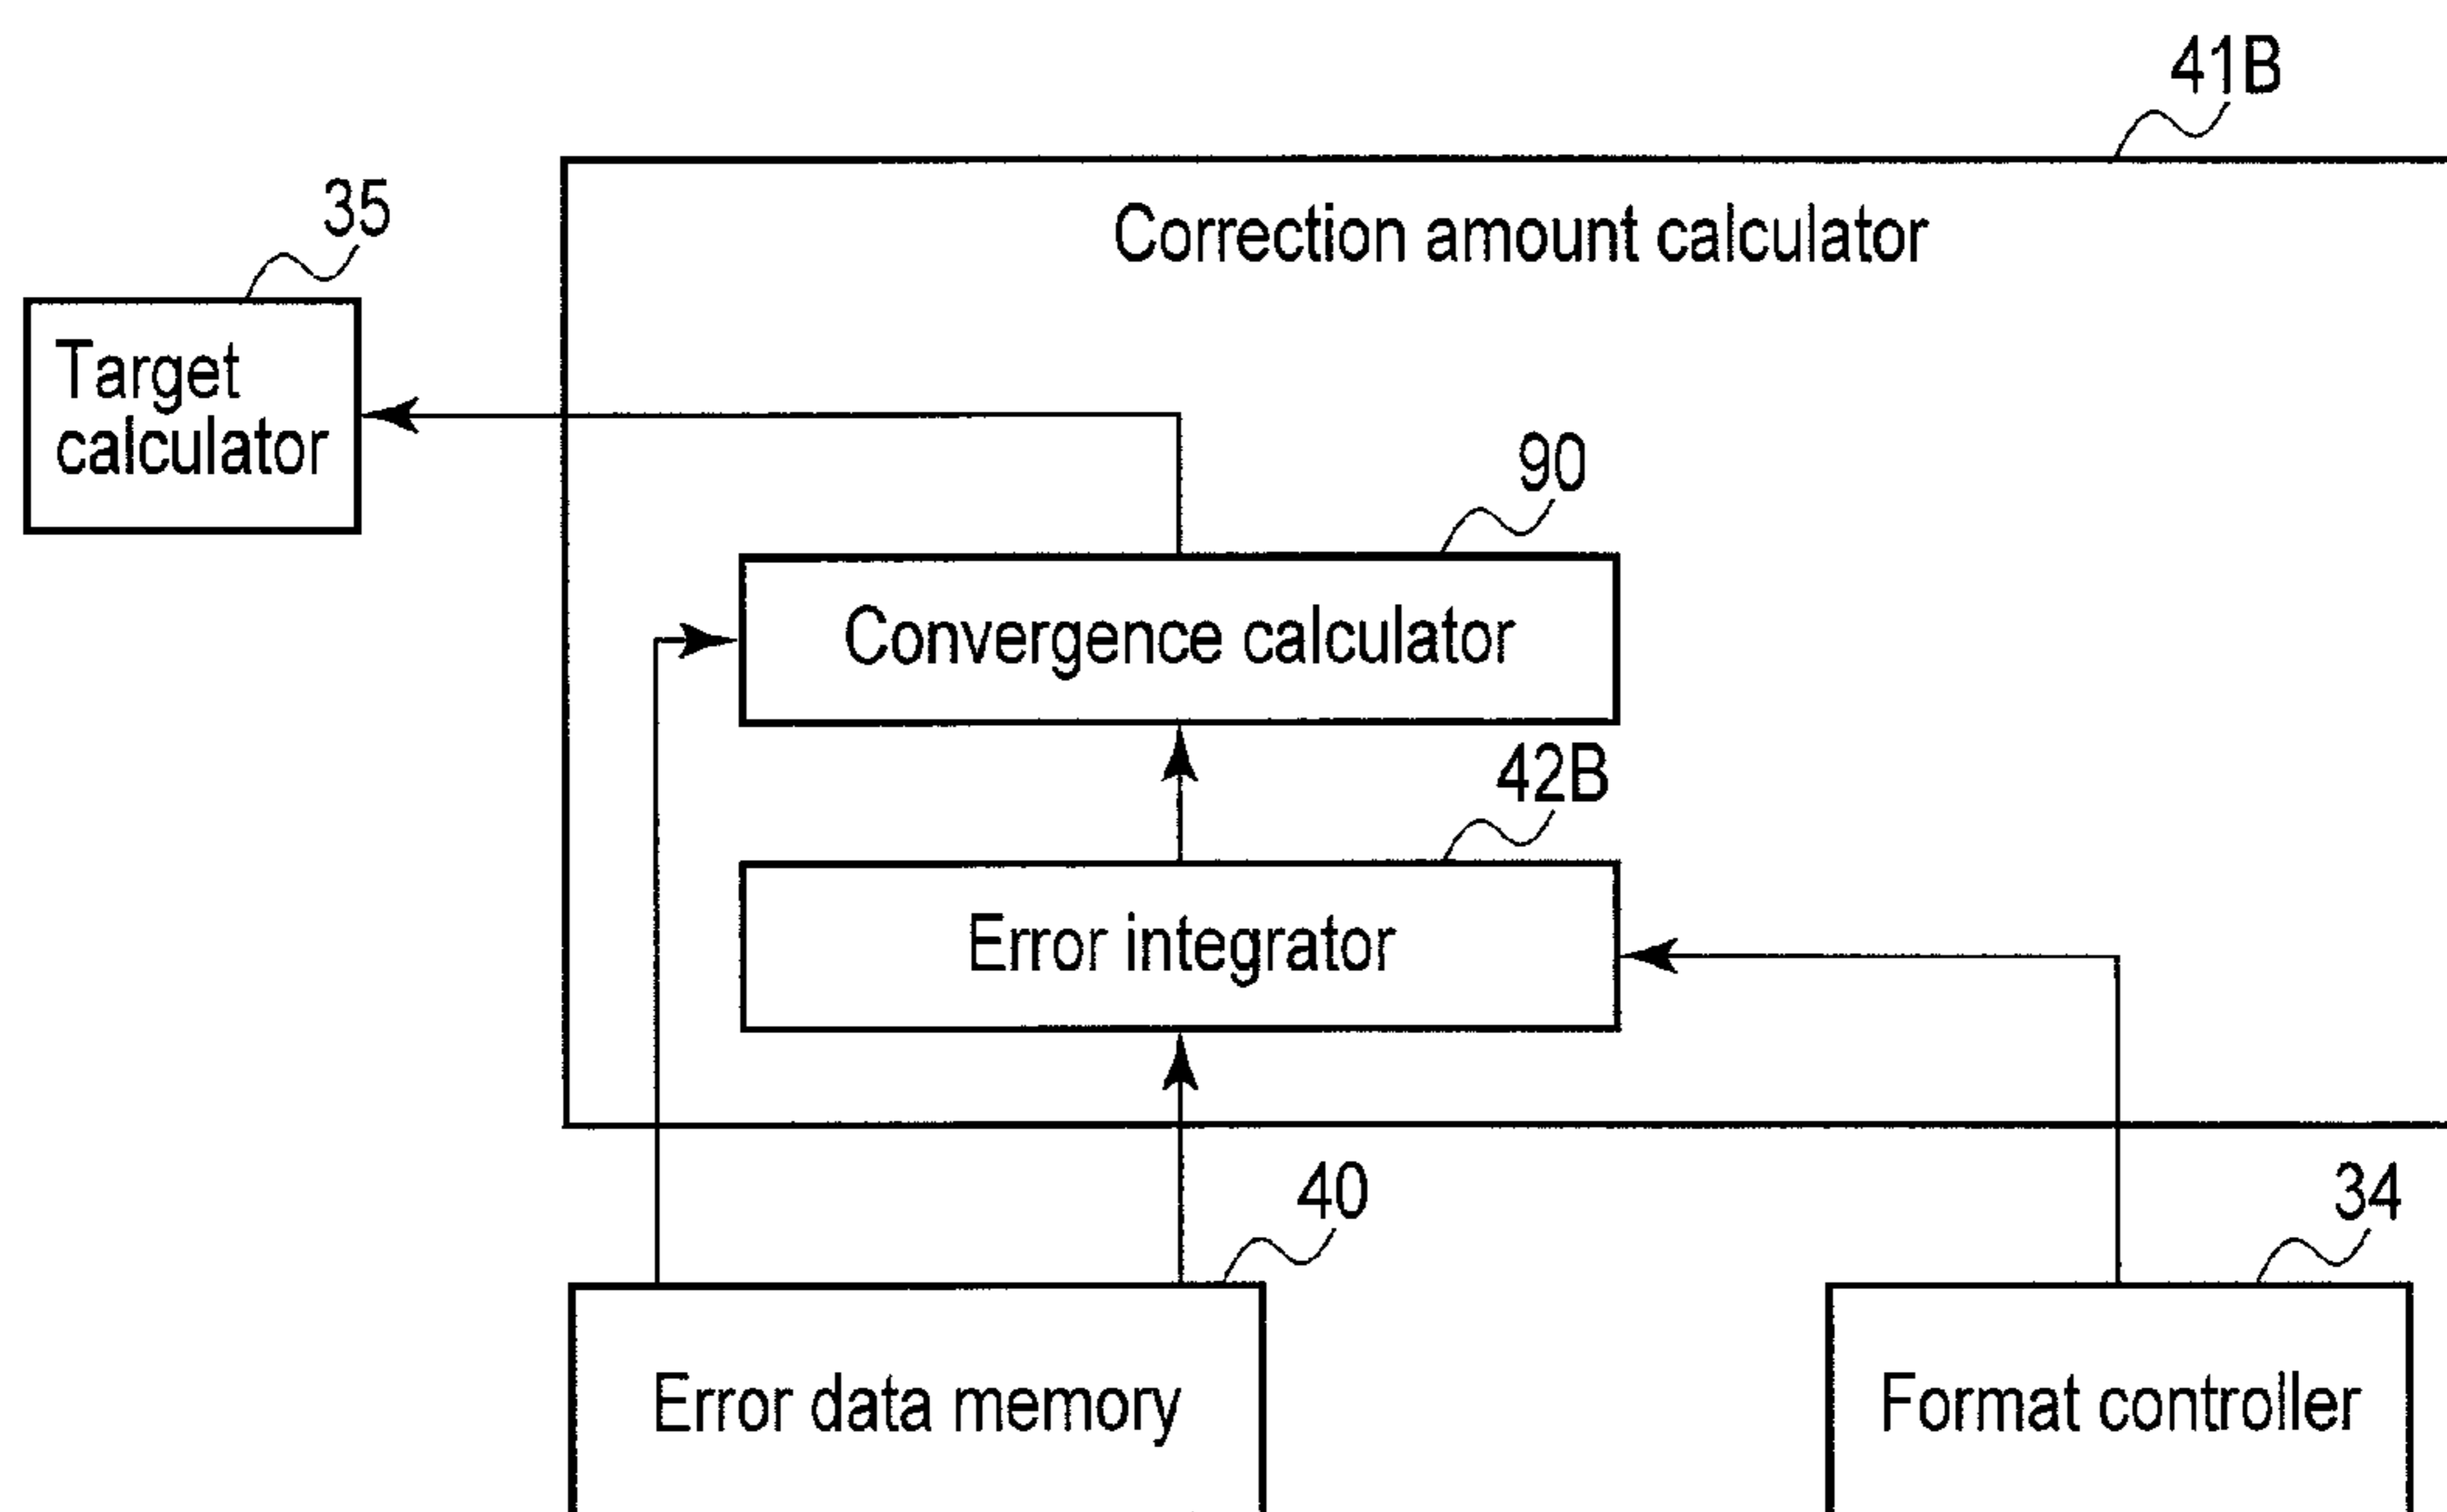 41B
Correction amount calculator
35
Target
calculator
90
Convergence calculator
42B
Error integrator
40
34
Error data memory
Format controller